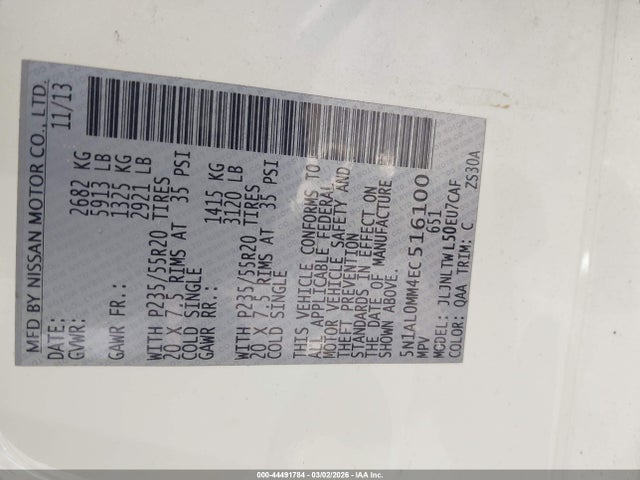 MFD BY NISSAN MOTOR CO., LTD.
DATE: 11/13
GVWR: 2682 KG
5913 LB
GAWR FR.: 1325 KG
2921 LB
WITH P235/55R20 TIRES
20 X 7.5 RIMS AT 35 PSI
COLD SINGLE
GAWR RR.: 1415 KG
3120 LB
WITH P235/55R20 TIRES
20 X 7.5 RIMS AT 35 PSI
COLD SINGLE
THIS VEHICLE CONFORMS TO
ALL APPLICABLE FEDERAL
MOTOR VEHICLE SAFETY AND
THEFT PREVENTION
STANDARDS IN EFFECT ON
THE DATE OF MANUFACTURE
SHOWN ABOVE.
5N1AL0MM4EC516100
MPV 651
MODEL: JLJNLTWL50EU7CAF
COLOR: QAA TRIM: C ZS30A
000-44491784 - 03/02/2026 - IAA Inc.